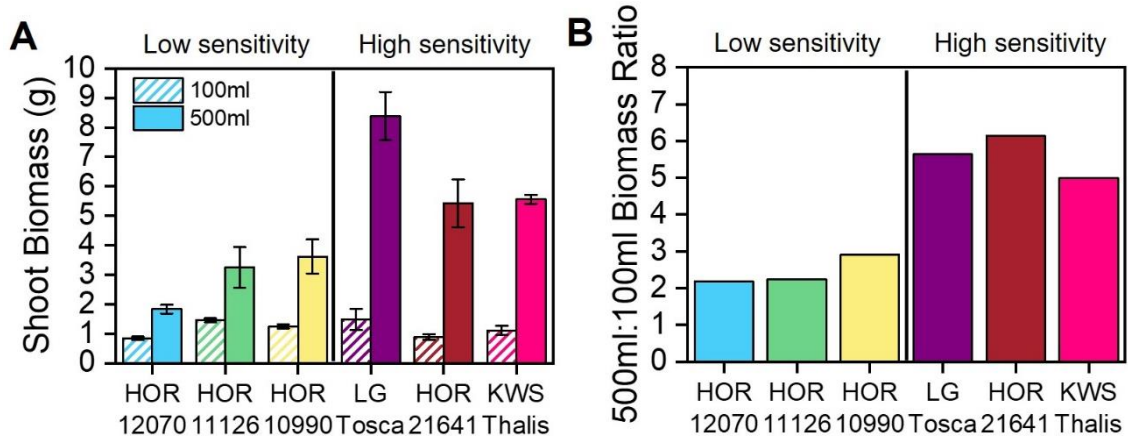 A
Low sensitivity High sensitivity
Shoot Biomass (g)
10
9
8
7
6
5
4
3
2
1
0
100ml
500ml
HOR HOR HOR LG HOR KWS
12070 11126 10990 Tosca 21641 Thalis
B
Low sensitivity High sensitivity
500ml:100ml Biomass Ratio
8
7
6
5
4
3
2
1
0
HOR HOR HOR LG HOR KWS
12070 11126 10990 Tosca 21641 Thalis